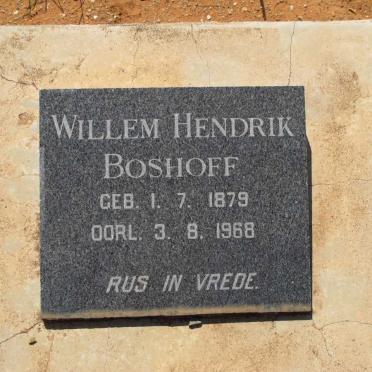 WILLEM HENDRIK
BOSHOFF
GEB. 1. 7. 1879
OORL. 3. 8. 1968
RUS IN VREDE.